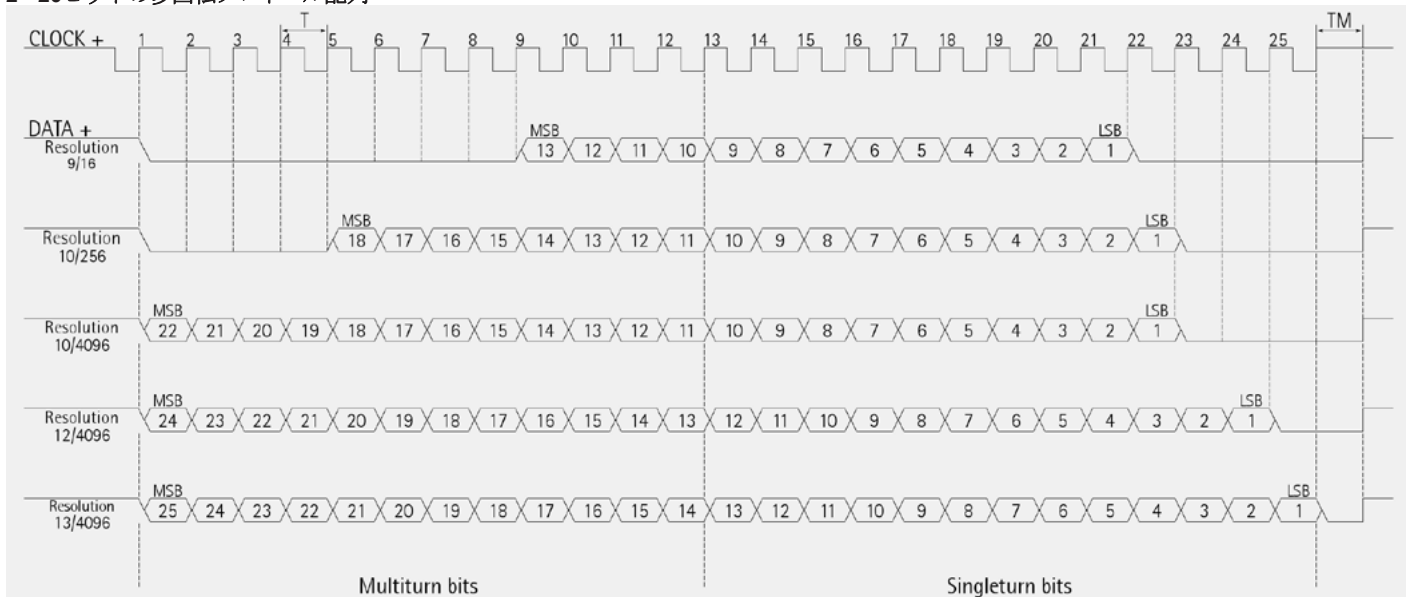 T TM
CLOCK + 1 2 3 4 5 6 7 8 9 10 11 12 13 14 15 16 17 18 19 20 21 22 23 24 25
DATA +
MSB LSB
Resolution
9/16
13 12 11 10 9 8 7 6 5 4 3 2 1
MSB LSB
Resolution
10/256
18 17 16 15 14 13 12 11 10 9 8 7 6 5 4 3 2 1
MSB LSB
Resolution
10/4096
22 21 20 19 18 17 16 15 14 13 12 11 10 9 8 7 6 5 4 3 2 1
MSB LSB
Resolution
12/4096
24 23 22 21 20 19 18 17 16 15 14 13 12 11 10 9 8 7 6 5 4 3 2 1
MSB LSB
Resolution
13/4096
25 24 23 22 21 20 19 18 17 16 15 14 13 12 11 10 9 8 7 6 5 4 3 2 1
Multiturn bits Singleturn bits